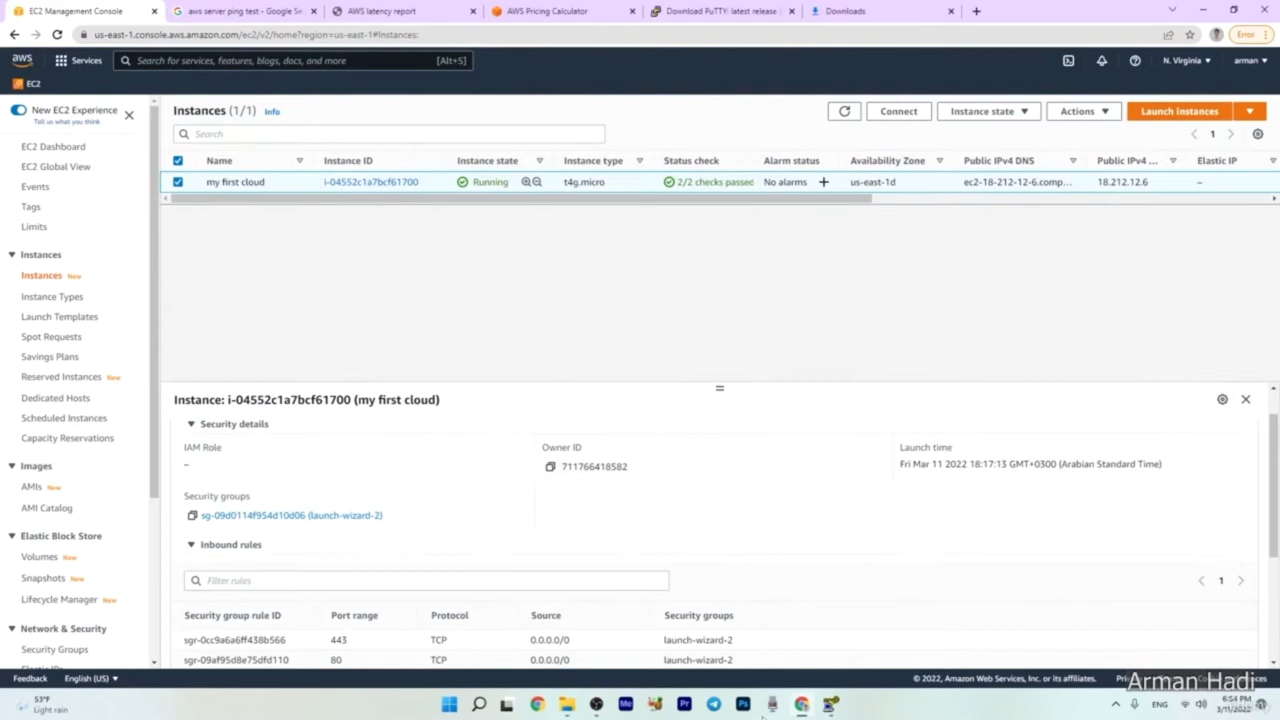 EC2 Management Console
aws server ping test - Google Se
AWS latency report
AWS Pricing Calculator
Download PuTTY: latest release
Downloads
us-east-1.console.aws.amazon.com/ec2/v2/home?region=us-east-1#Instances:
Error
aws
Services
Search for services, features, blogs, docs, and more
[Alt+S]
N. Virginia
arman
EC2
New EC2 Experience
Tell us what you think
EC2 Dashboard
EC2 Global View
Events
Tags
Limits
Instances
Instances New
Instance Types
Launch Templates
Spot Requests
Savings Plans
Reserved Instances New
Dedicated Hosts
Scheduled Instances
Capacity Reservations
Images
AMIs New
AMI Catalog
Elastic Block Store
Volumes New
Snapshots New
Lifecycle Manager New
Network & Security
Security Groups
Instances (1/1) Info
Connect
Instance state
Actions
Launch instances
Search
1
Name Instance ID Instance state Instance type Status check Alarm status Availability Zone Public IPv4 DNS Public IPv4 ... Elastic IP
my first cloud i-04552c1a7bcf61700 Running t4g.micro 2/2 checks passed No alarms + us-east-1d ec2-18-212-12-6.comp... 18.212.12.6 –
Instance: i-04552c1a7bcf61700 (my first cloud)
Security details
IAM Role
–
Owner ID
711766418582
Launch time
Fri Mar 11 2022 18:17:13 GMT+0300 (Arabian Standard Time)
Security groups
sg-09d0114f954d10d06 (launch-wizard-2)
Inbound rules
Filter rules
1
Security group rule ID Port range Protocol Source Security groups
sgr-0cc9a6a6ff438b566 443 TCP 0.0.0.0/0 launch-wizard-2
sgr-09af95d8e75dfd110 80 TCP 0.0.0.0/0 launch-wizard-2
Feedback
English (US)
© 2022, Amazon Web Services, Inc. or its affiliates.
Arman Hadi
53°F
Light rain
ENG
6:54 PM
3/11/2022